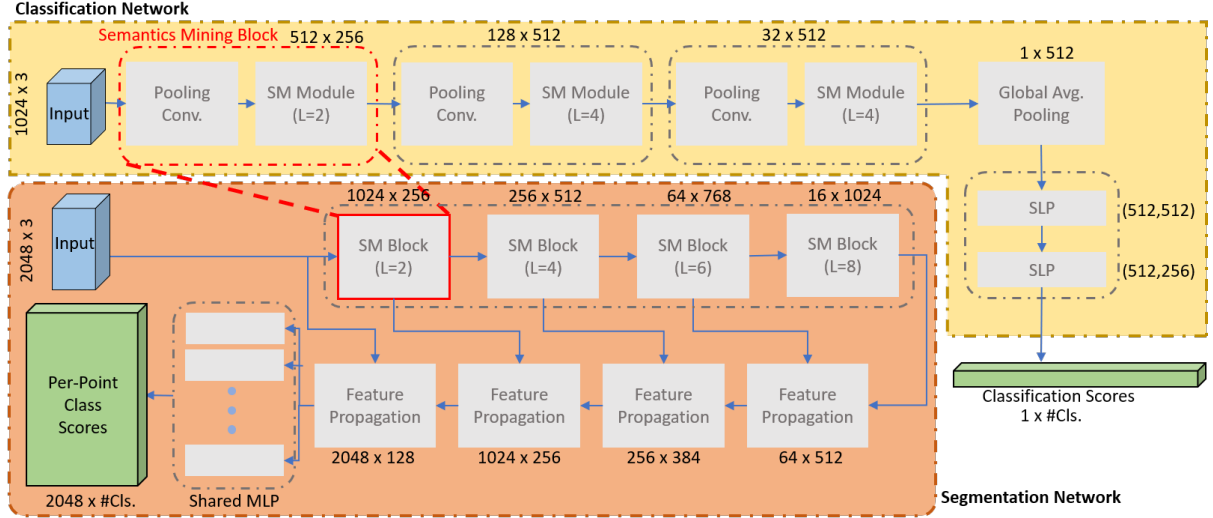 Classification Network
Semantics Mining Block
512 x 256
128 x 512
32 x 512
1 x 512
1024 x 3
Input
Pooling
Conv.
SM Module
(L=2)
Pooling
Conv.
SM Module
(L=4)
Pooling
Conv.
SM Module
(L=4)
Global Avg.
Pooling
SLP
(512,512)
SLP
(512,256)
Classification Scores
1 x #Cls.
1024 x 256
256 x 512
64 x 768
16 x 1024
2048 x 3
Input
SM Block
(L=2)
SM Block
(L=4)
SM Block
(L=6)
SM Block
(L=8)
Per-Point
Class
Scores
Feature
Propagation
Feature
Propagation
Feature
Propagation
Feature
Propagation
2048 x 128
1024 x 256
256 x 384
64 x 512
2048 x #Cls.
Shared MLP
Segmentation Network